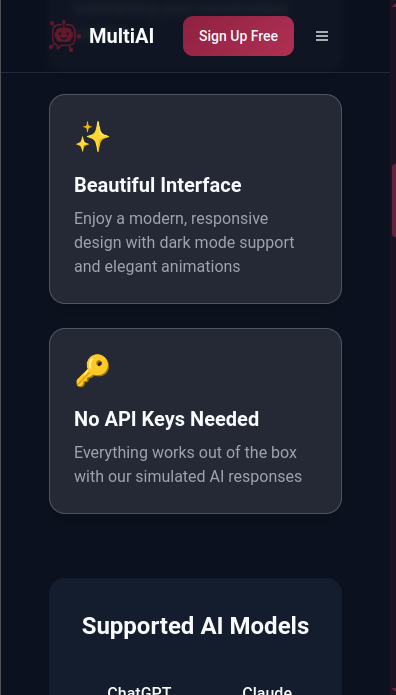 MultiAI
Sign Up Free
Beautiful Interface
Enjoy a modern, responsive
design with dark mode support
and elegant animations
No API Keys Needed
Everything works out of the box
with our simulated AI responses
Supported AI Models
ChatGPT
Claude